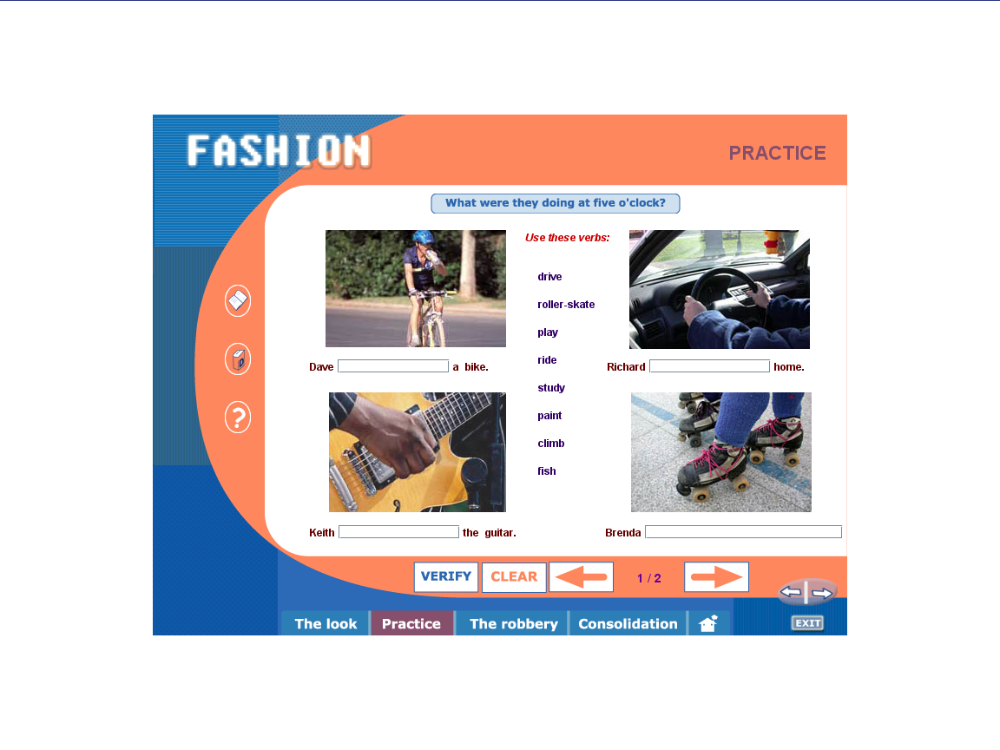 FASHION
PRACTICE
What were they doing at five o'clock?
Use these verbs:
drive
roller-skate
play
ride
study
paint
climb
fish
Dave a bike.
Richard home.
Keith the guitar.
Brenda
?
VERIFY CLEAR 1 / 2
The look Practice The robbery Consolidation
EXIT